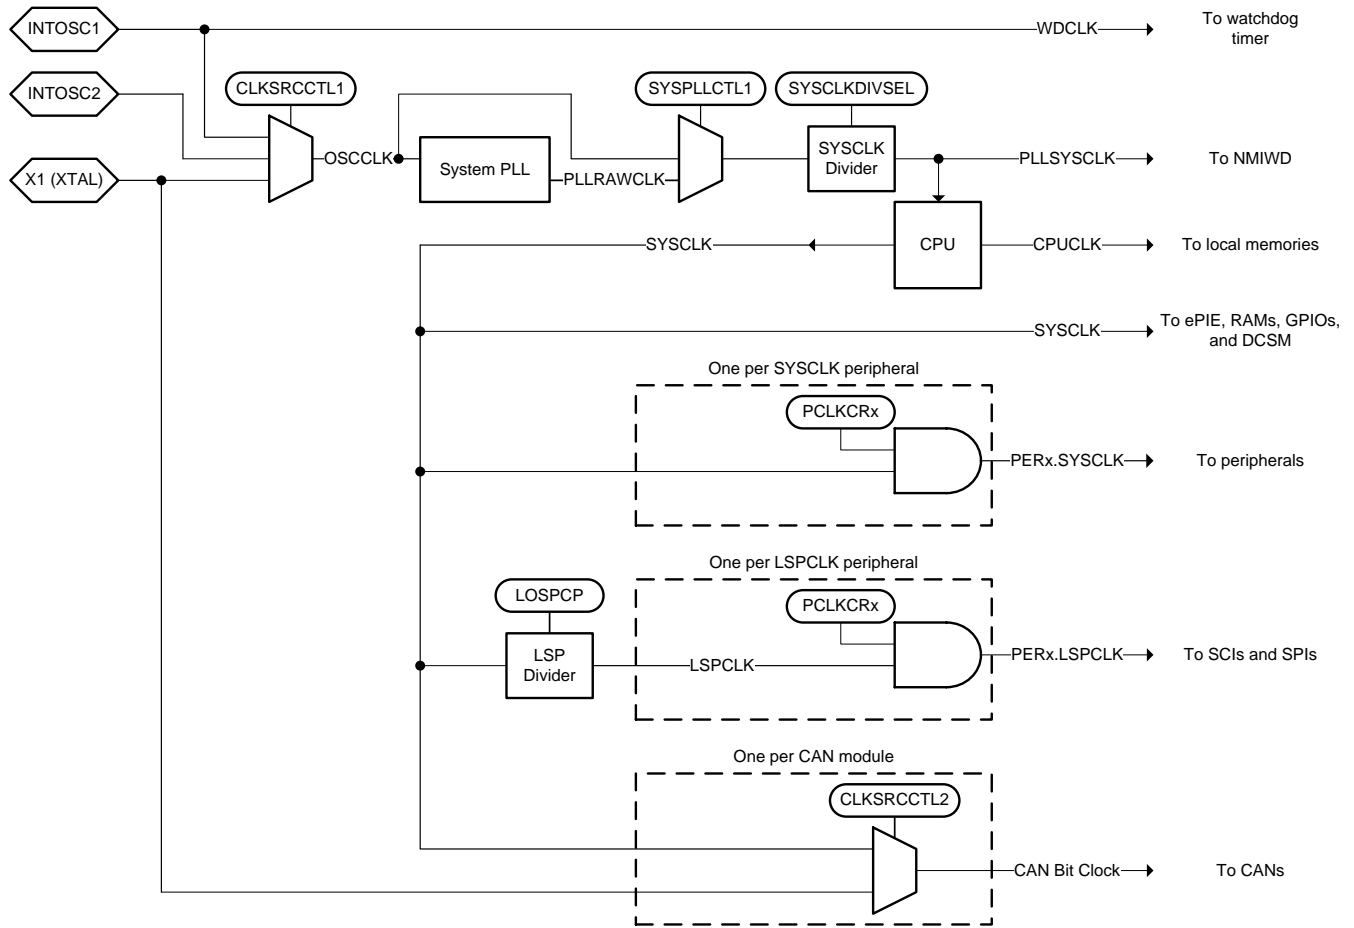 INTOSC1
WDCLK
To watchdog
timer
INTOSC2
CLKSRCCTL1
SYSPLLCTL1
SYSCLKDIVSEL
X1 (XTAL)
OSCCLK
System PLL
PLLRAWCLK
SYSCLK
Divider
PLLSYSCLK
To NMIWD
SYSCLK
CPU
CPUCLK
To local memories
SYSCLK
To ePIE, RAMs, GPIOs,
and DCSM
One per SYSCLK peripheral
PCLKCRx
PERx.SYSCLK
To peripherals
One per LSPCLK peripheral
LOSPCP
PCLKCRx
LSP
Divider
LSPCLK
PERx.LSPCLK
To SCIs and SPIs
One per CAN module
CLKSRCCTL2
CAN Bit Clock
To CANs